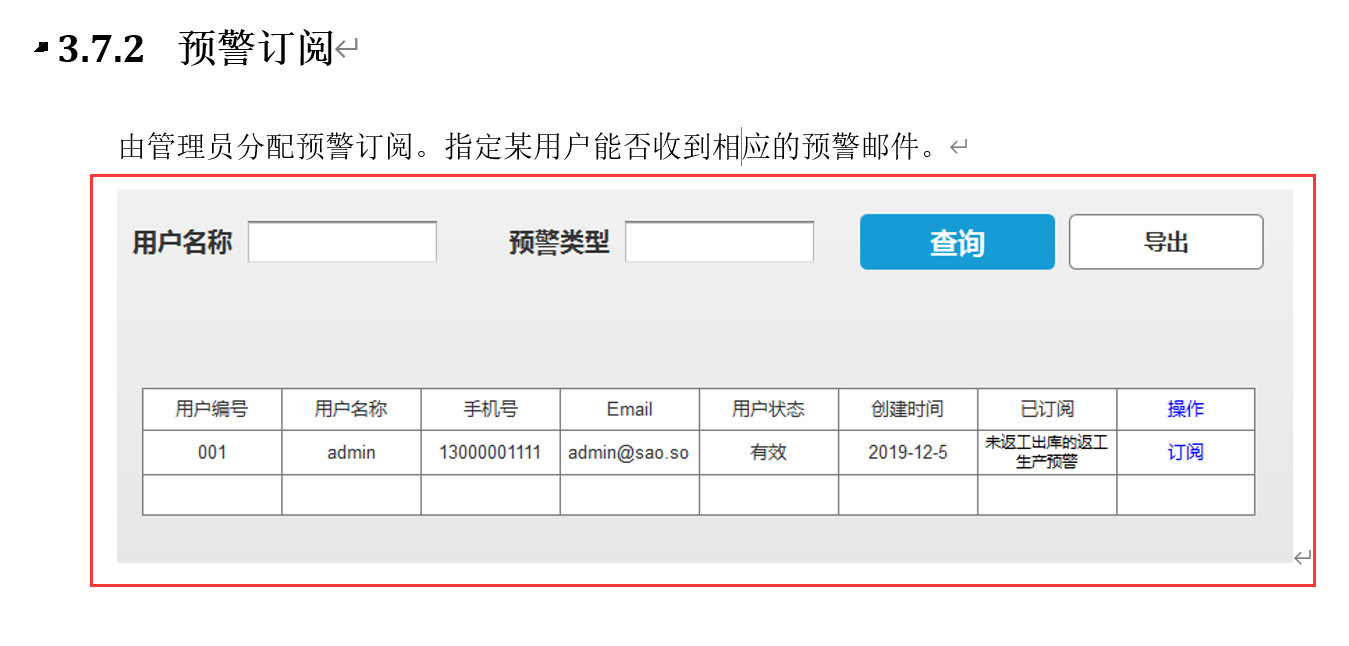 3.7.2 预警订阅
由管理员分配预警订阅。指定某用户能否收到相应的预警邮件。
用户名称 预警类型 查询 导出
用户编号 用户名称 手机号 Email 用户状态 创建时间 已订阅 操作
001 admin 13000001111 admin@sao.so 有效 2019-12-5 未返工出库的返工
生产预警 订阅